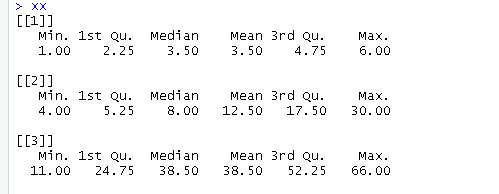 > xx
[[1]]
   Min. 1st Qu.  Median    Mean 3rd Qu.    Max.
   1.00    2.25    3.50    3.50    4.75    6.00

[[2]]
   Min. 1st Qu.  Median    Mean 3rd Qu.    Max.
   4.00    5.25    8.00   12.50   17.50   30.00

[[3]]
   Min. 1st Qu.  Median    Mean 3rd Qu.    Max.
  11.00   24.75   38.50   38.50   52.25   66.00